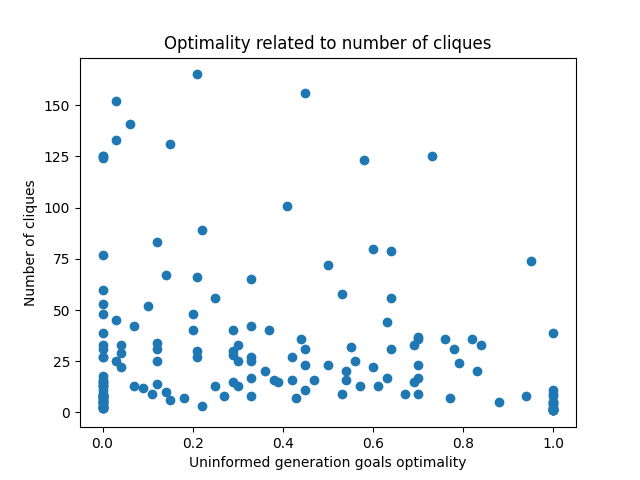 Optimality related to number of cliques
Number of cliques
150
125
100
75
50
25
0
0.0 0.2 0.4 0.6 0.8 1.0
Uninformed generation goals optimality